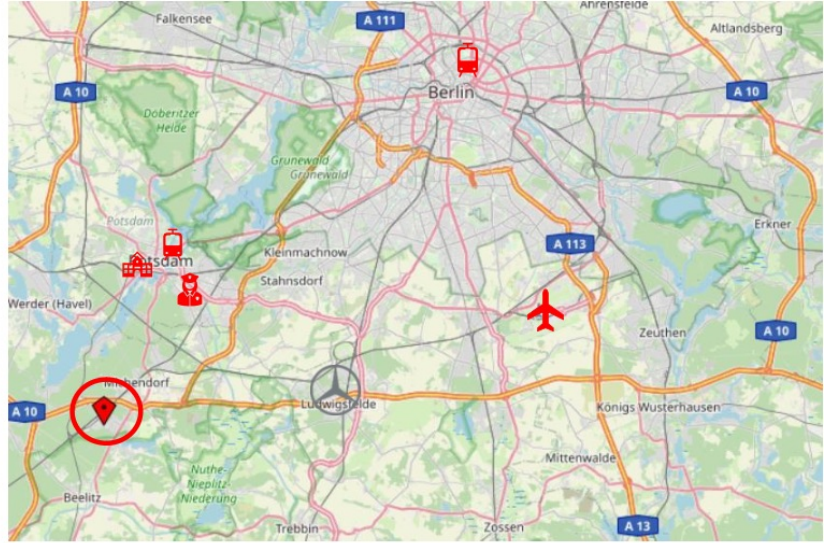 Ahrensfelde
Falkensee
A 111
Altlandsberg
A 10
Berlin
A 10
Döberitzer
Heide
Grunewald
Grunewald
Potsdam
Erkner
A 113
Kleinmachnow
Potsdam
Stahnsdorf
Werder (Havel)
Zeuthen
A 10
Michendorf
A 10
Ludwigsfelde
Königs Wusterhausen
Mittenwalde
Nuthe-
Nieplitz-
Niederung
Beelitz
Trebbin
Zossen
A 13